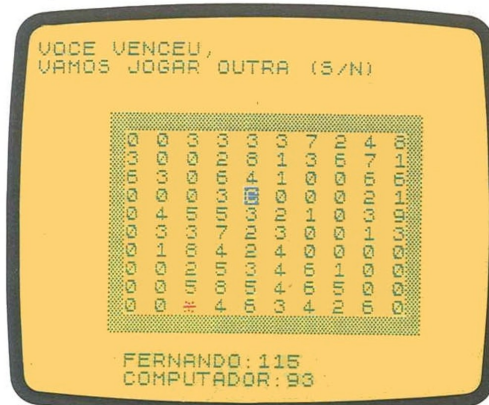 VOCE VENCEU,
VAMOS JOGAR OUTRA (S/N)
0 0 3 3 3 3 7 2 4 8
3 0 0 2 8 1 3 6 7 1
6 3 0 6 4 1 0 0 6 6
0 0 0 3 6 0 0 0 2 1
0 4 5 5 3 2 1 0 3 9
0 3 3 7 2 3 0 0 1 3
0 1 8 4 2 4 0 0 0 0
0 0 2 5 3 4 6 1 0 0
0 0 5 8 5 4 6 5 0 0
0 0 * 4 6 3 4 2 6 0
FERNANDO:115
COMPUTADOR:93